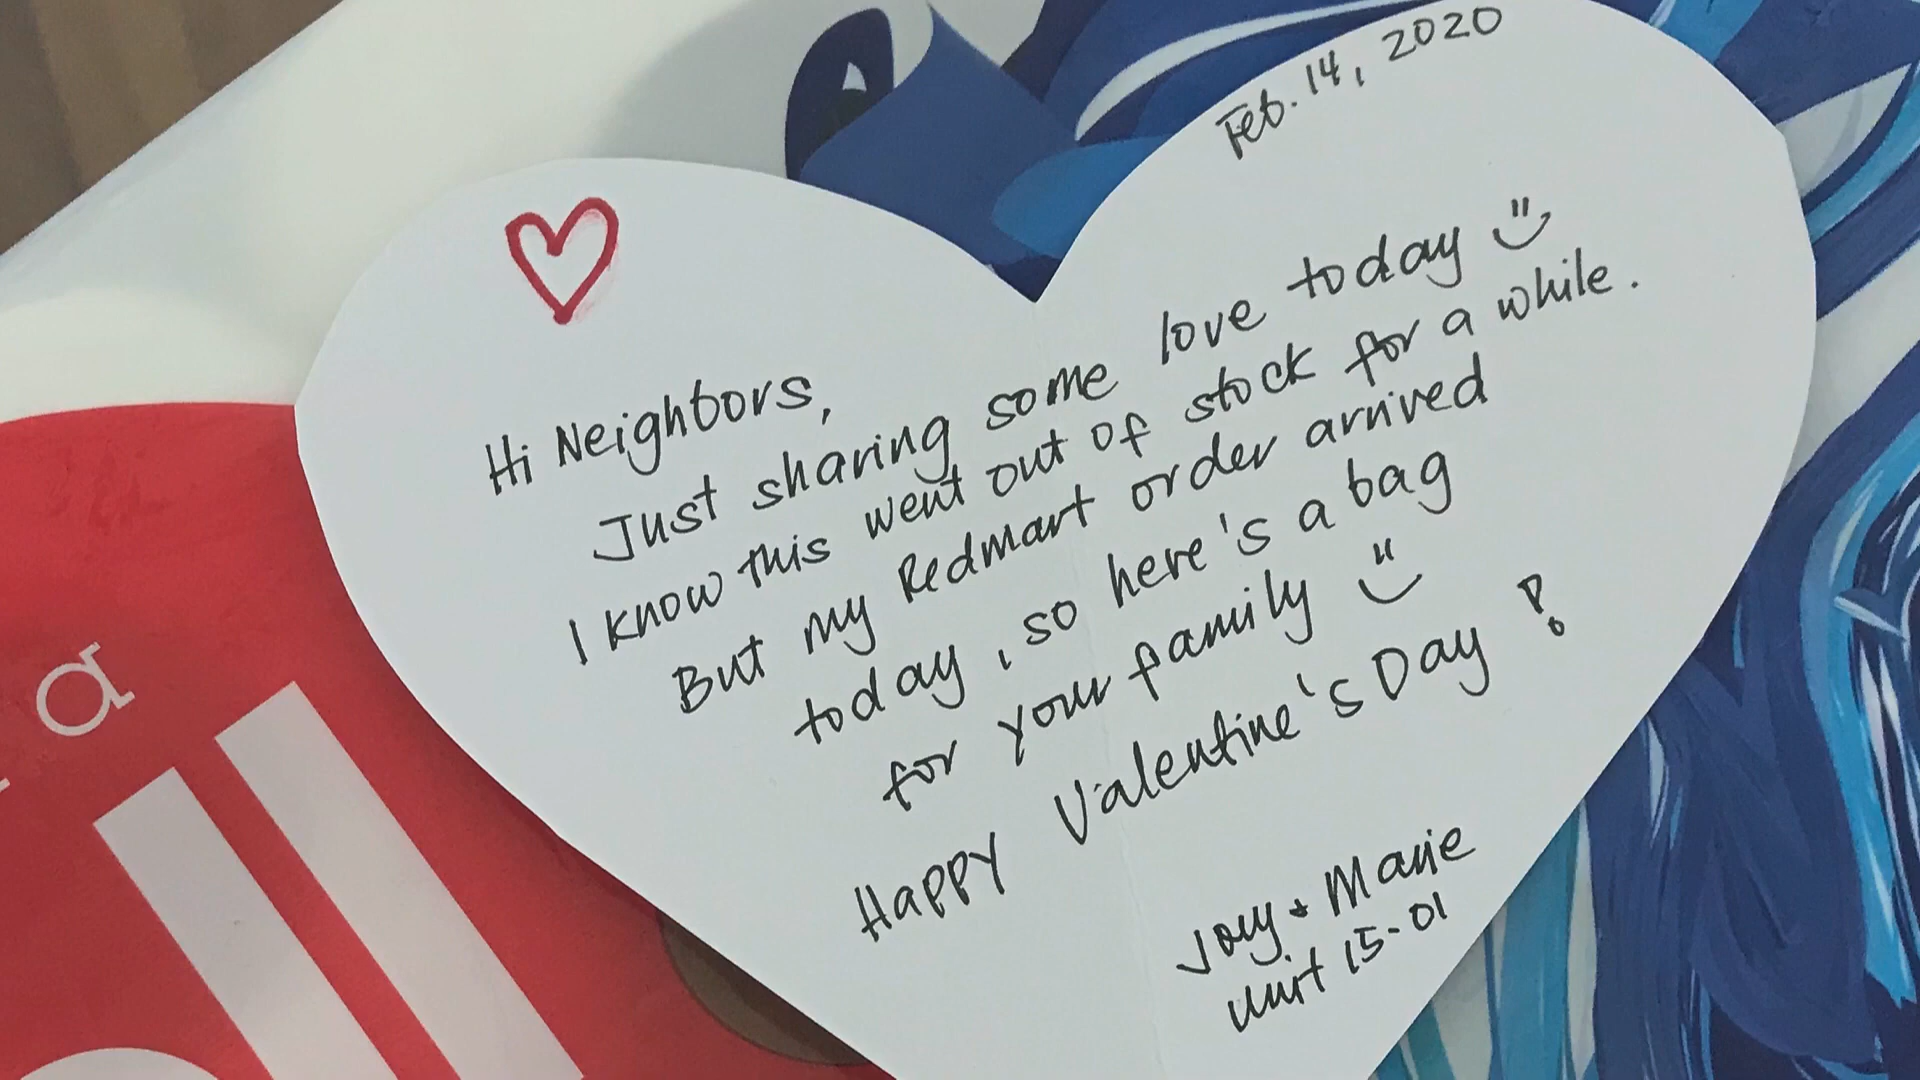 Feb. 14, 2020
Hi Neighbors,
Just sharing some love today
I know this went out of stock for a while.
But my Redmart order arrived
today, so here's a bag
for your family
Happy Valentine's Day!
Joey + Marie
unit 15-01
a